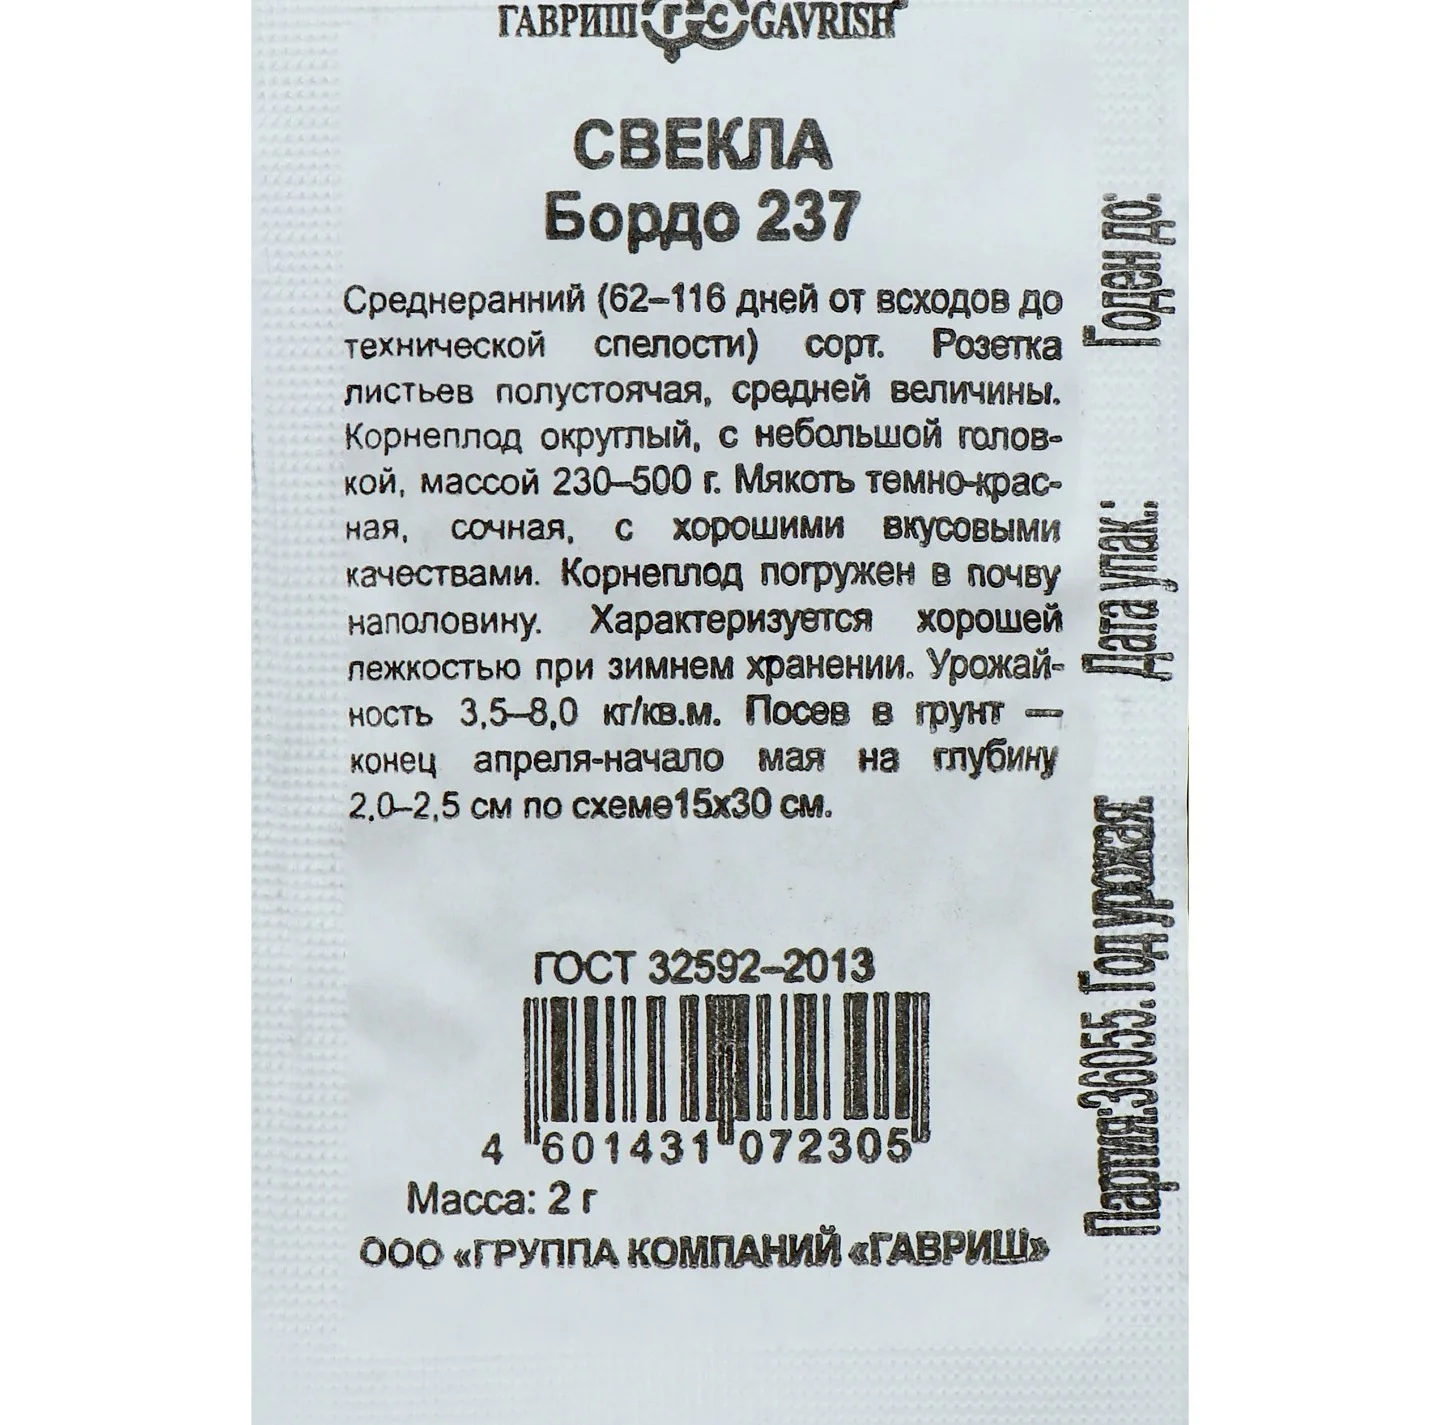 ГАВРИШ ГС GAVRISH
СВЕКЛА
Бордо 237
Среднеранний (62–116 дней от всходов до
технической спелости) сорт. Розетка
листьев полустоячая, средней величины.
Корнеплод округлый, с небольшой голов-
кой, массой 230–500 г. Мякоть темно-крас-
ная, сочная, с хорошими вкусовыми
качествами. Корнеплод погружен в почву
наполовину. Характеризуется хорошей
лежкостью при зимнем хранении. Урожай-
ность 3,5–8,0 кг/кв.м. Посев в грунт —
конец апреля-начало мая на глубину
2,0–2,5 см по схеме15х30 см.
ГОСТ 32592–2013
4 601431 072305
Масса: 2 г
ООО «ГРУППА КОМПАНИЙ «ГАВРИШ»
Партия:36055.Год урожая:
Дата упак.:
Годен до: